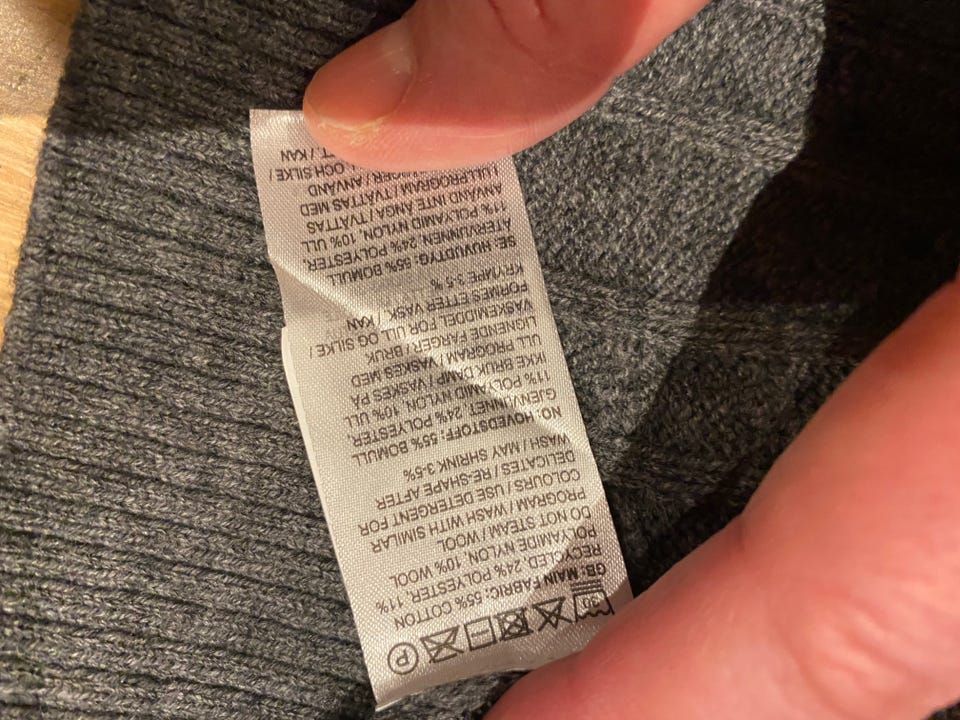 P
GB: MAIN FABRIC: 55% COTTON
RECYCLED, 24% POLYESTER, 11%
POLYAMIDE NYLON, 10% WOOL
DO NOT STEAM / WOOL
PROGRAM / WASH WITH SIMILAR
COLOURS / USE DETERGENT FOR
DELICATES / RE-SHAPE AFTER
WASH / MAY SHRINK 3-5%
NO: HOVEDSTOFF: 55% BOMULL
GJENVUNNET, 24% POLYESTER,
11% POLYAMID NYLON, 10% ULL
IKKE BRUK DAMP / VASKES PÅ
ULL PROGRAM / VASKES MED
LIGNENDE FARGER / BRUK
VASKEMIDDEL FOR ULL OG SILKE /
FORMES ETTER VASK / KAN
KRYMPE 3-5 %
SE: HUVUDTYG: 55% BOMULL
ÅTERVUNNEN, 24% POLYESTER,
11% POLYAMID NYLON, 10% ULL
ANVÄND INTE ÅNGA / TVÄTTAS
I ULLPROGRAM / TVÄTTAS MED
/ ANVÄND
OCH SILKE /
/ KAN